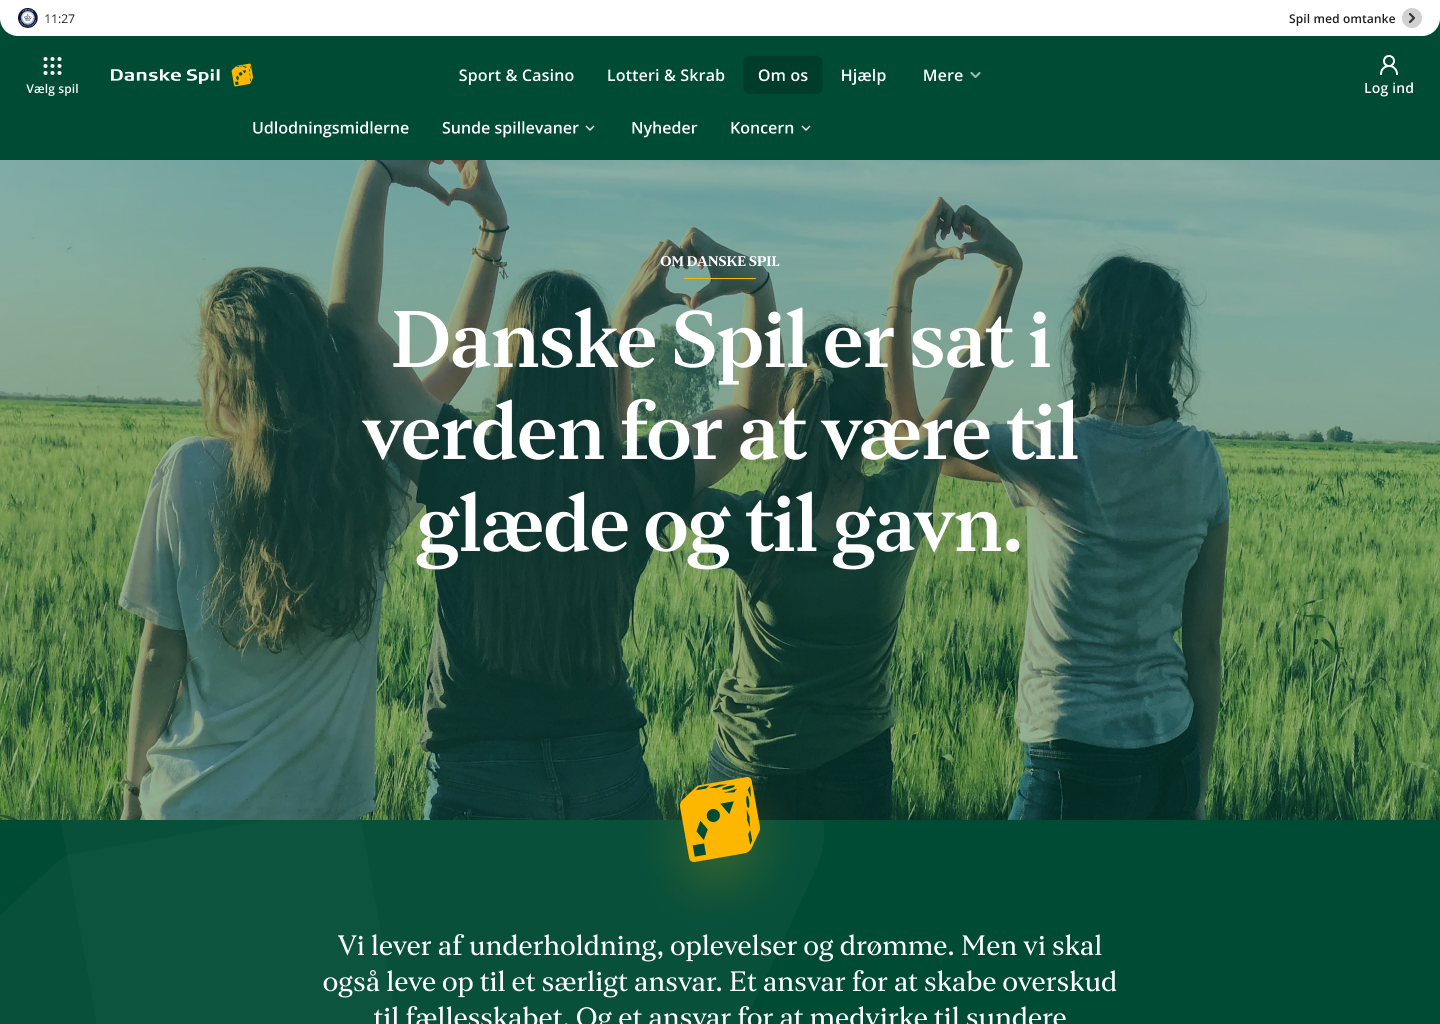 11:27
Spil med omtanke
Vælg spil
Danske Spil
Sport & Casino
Lotteri & Skrab
Om os
Hjælp
Mere
Log ind
Udlodningsmidlerne
Sunde spillevaner
Nyheder
Koncern
OM DANSKE SPIL
Danske Spil er sat i
verden for at være til
glæde og til gavn.
Vi lever af underholdning, oplevelser og drømme. Men vi skal
også leve op til et særligt ansvar. Et ansvar for at skabe overskud
til fællesskabet. Og et ansvar for at medvirke til sundere